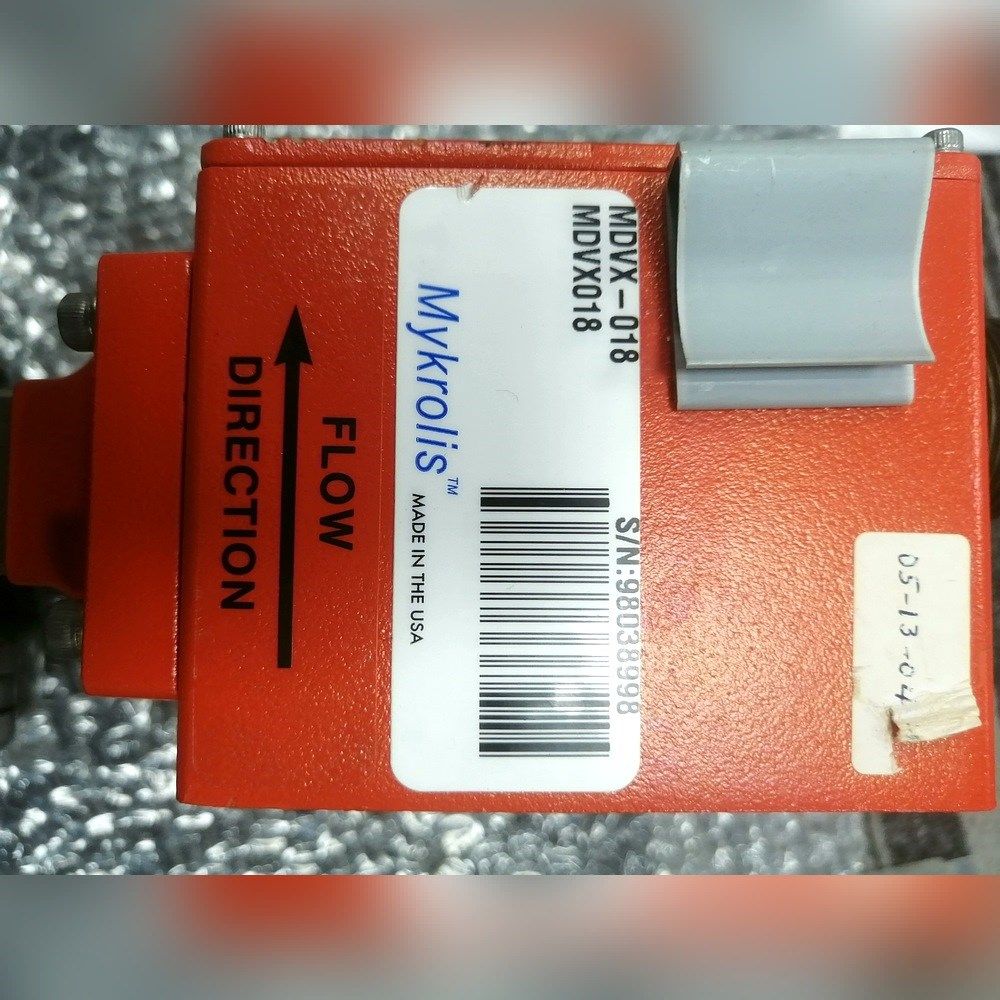 MDVX-018
MDVX018
S/N:98038998
Mykrolis™ MADE IN THE USA
FLOW
DIRECTION
05-13-04